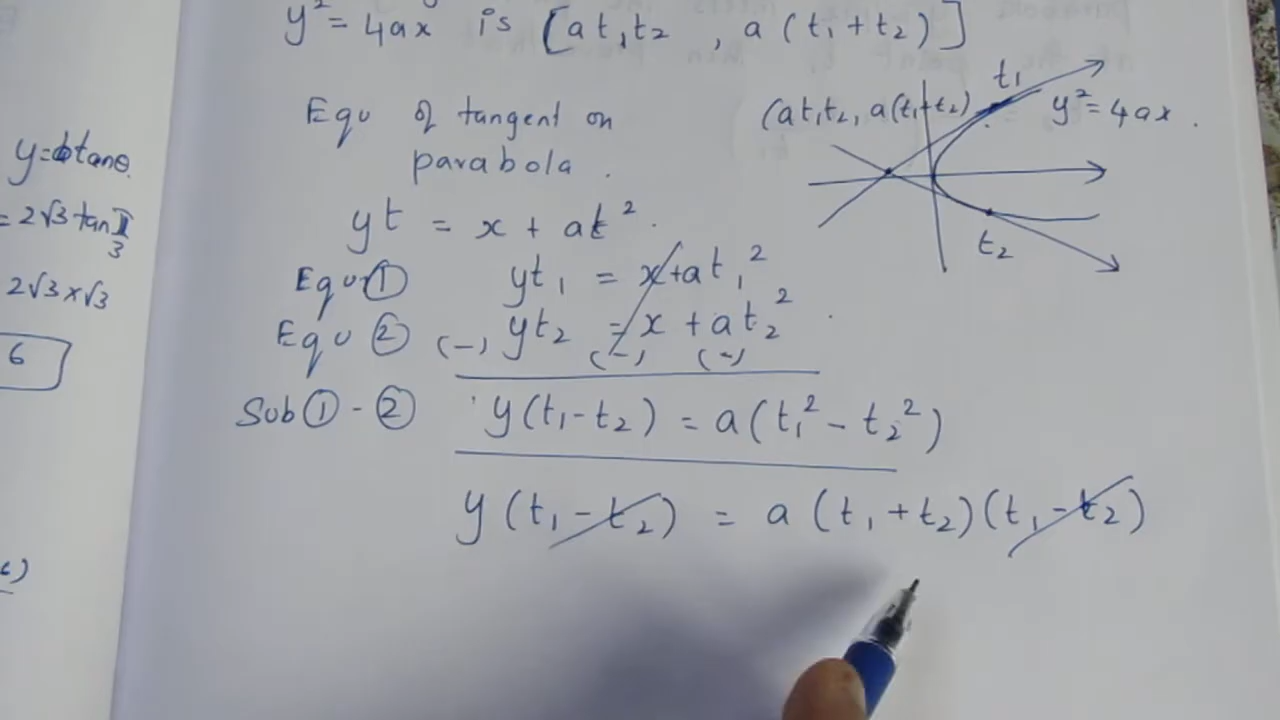 y² = 4ax is [at₁t₂ , a(t₁+t₂)]
Equ of tangent on
parabola .
yt = x + at² .
Equ ① yt₁ = x+at₁²
Equ ② (-) yt₂ = x + at₂² .
(-) (-)
Sub ① - ② y(t₁-t₂) = a(t₁² - t₂²)
y(t₁-t₂) = a(t₁+t₂)(t₁-t₂)
t₁
(at₁t₂, a(t₁+t₂)) y² = 4ax .
t₂
= 2√3 tan π/3
2√3×√3
6